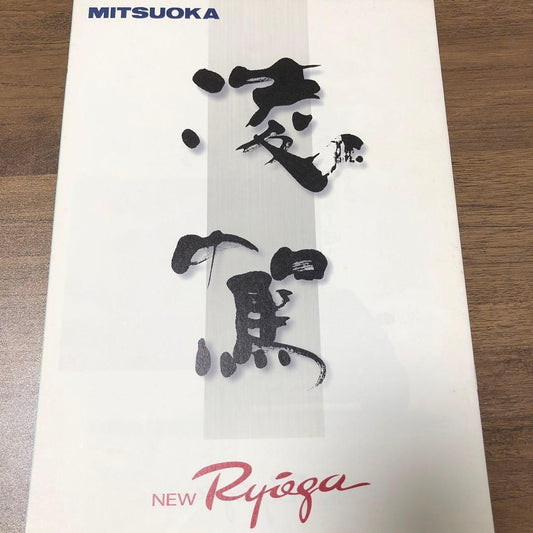 MITSUOKA
凌
駕
NEW Ryoga